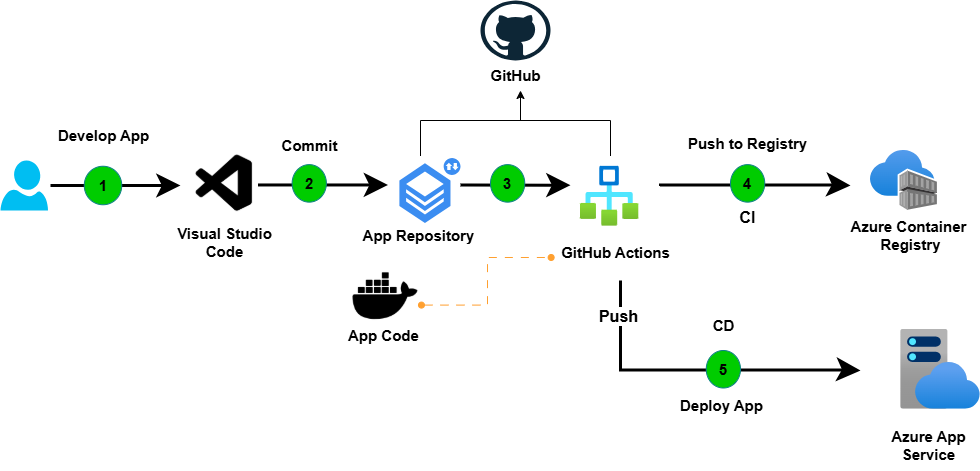 GitHub
Develop App
1
Visual Studio
Code
Commit
2
App Repository
3
GitHub Actions
Push to Registry
4
CI
Azure Container
Registry
App Code
Push
CD
5
Deploy App
Azure App
Service